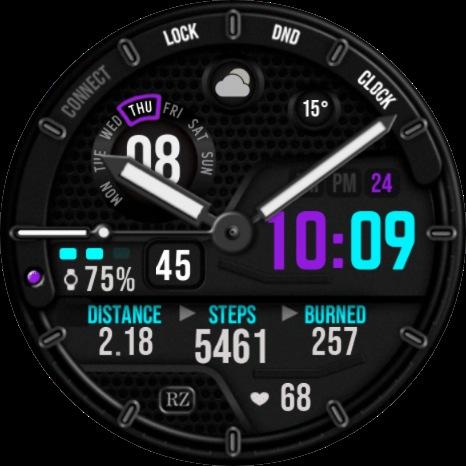 LOCK
DND
CONNECT
CLOCK
MON TUE WED THU FRI SAT SUN
08
15°
PM 24
10:09
75%
45
DISTANCE STEPS BURNED
2.18 5461 257
RZ
68